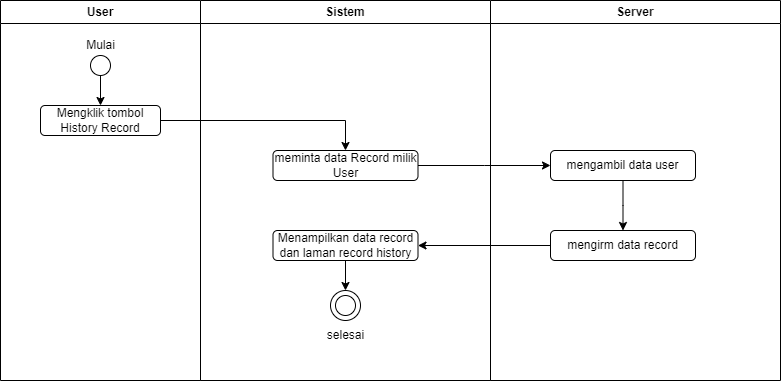 User
Sistem
Server
Mulai
Mengklik tombol
History Record
meminta data Record milik
User
mengambil data user
Menampilkan data record
dan laman record history
mengirm data record
selesai